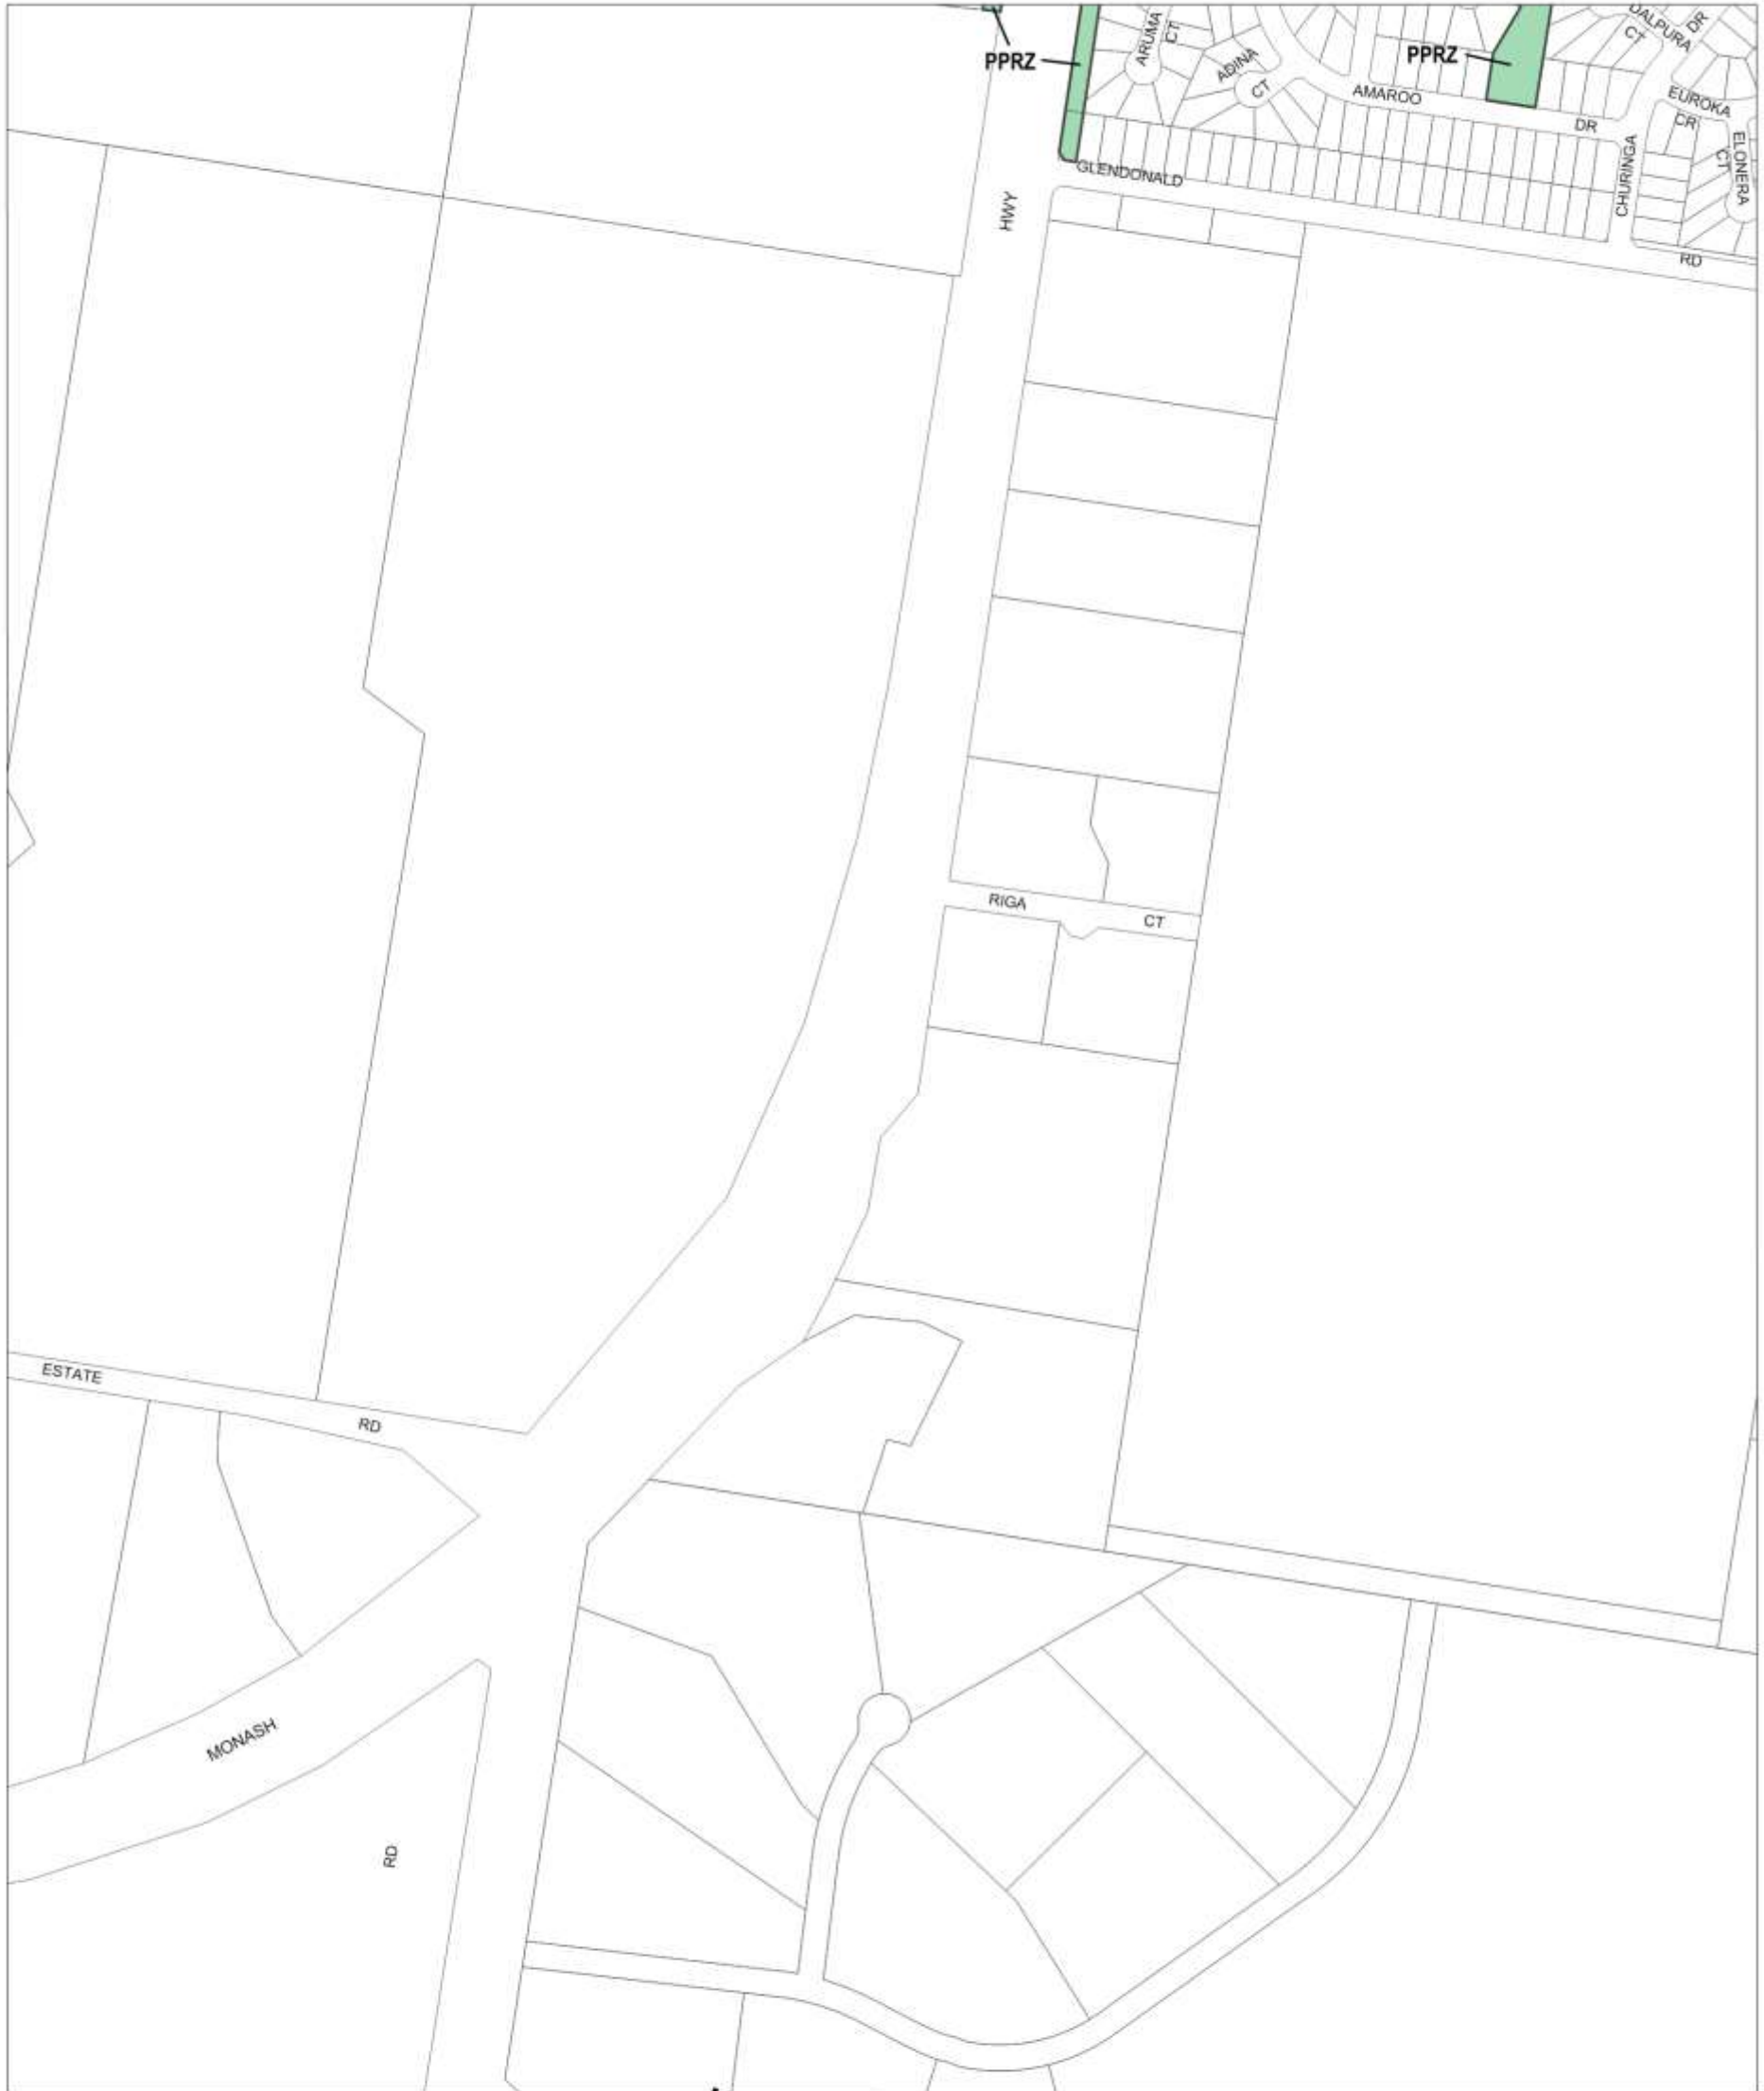 PPRZ
ARUMA
CT
ADINA
CT
PPRZ
DALPURA
CT
DR
AMAROO
DR
EUROKA
CR
CT
ELONERA
CHURINGA
GLENDONALD
RD
HWY
RIGA
CT
ESTATE
RD
MONASH
RD